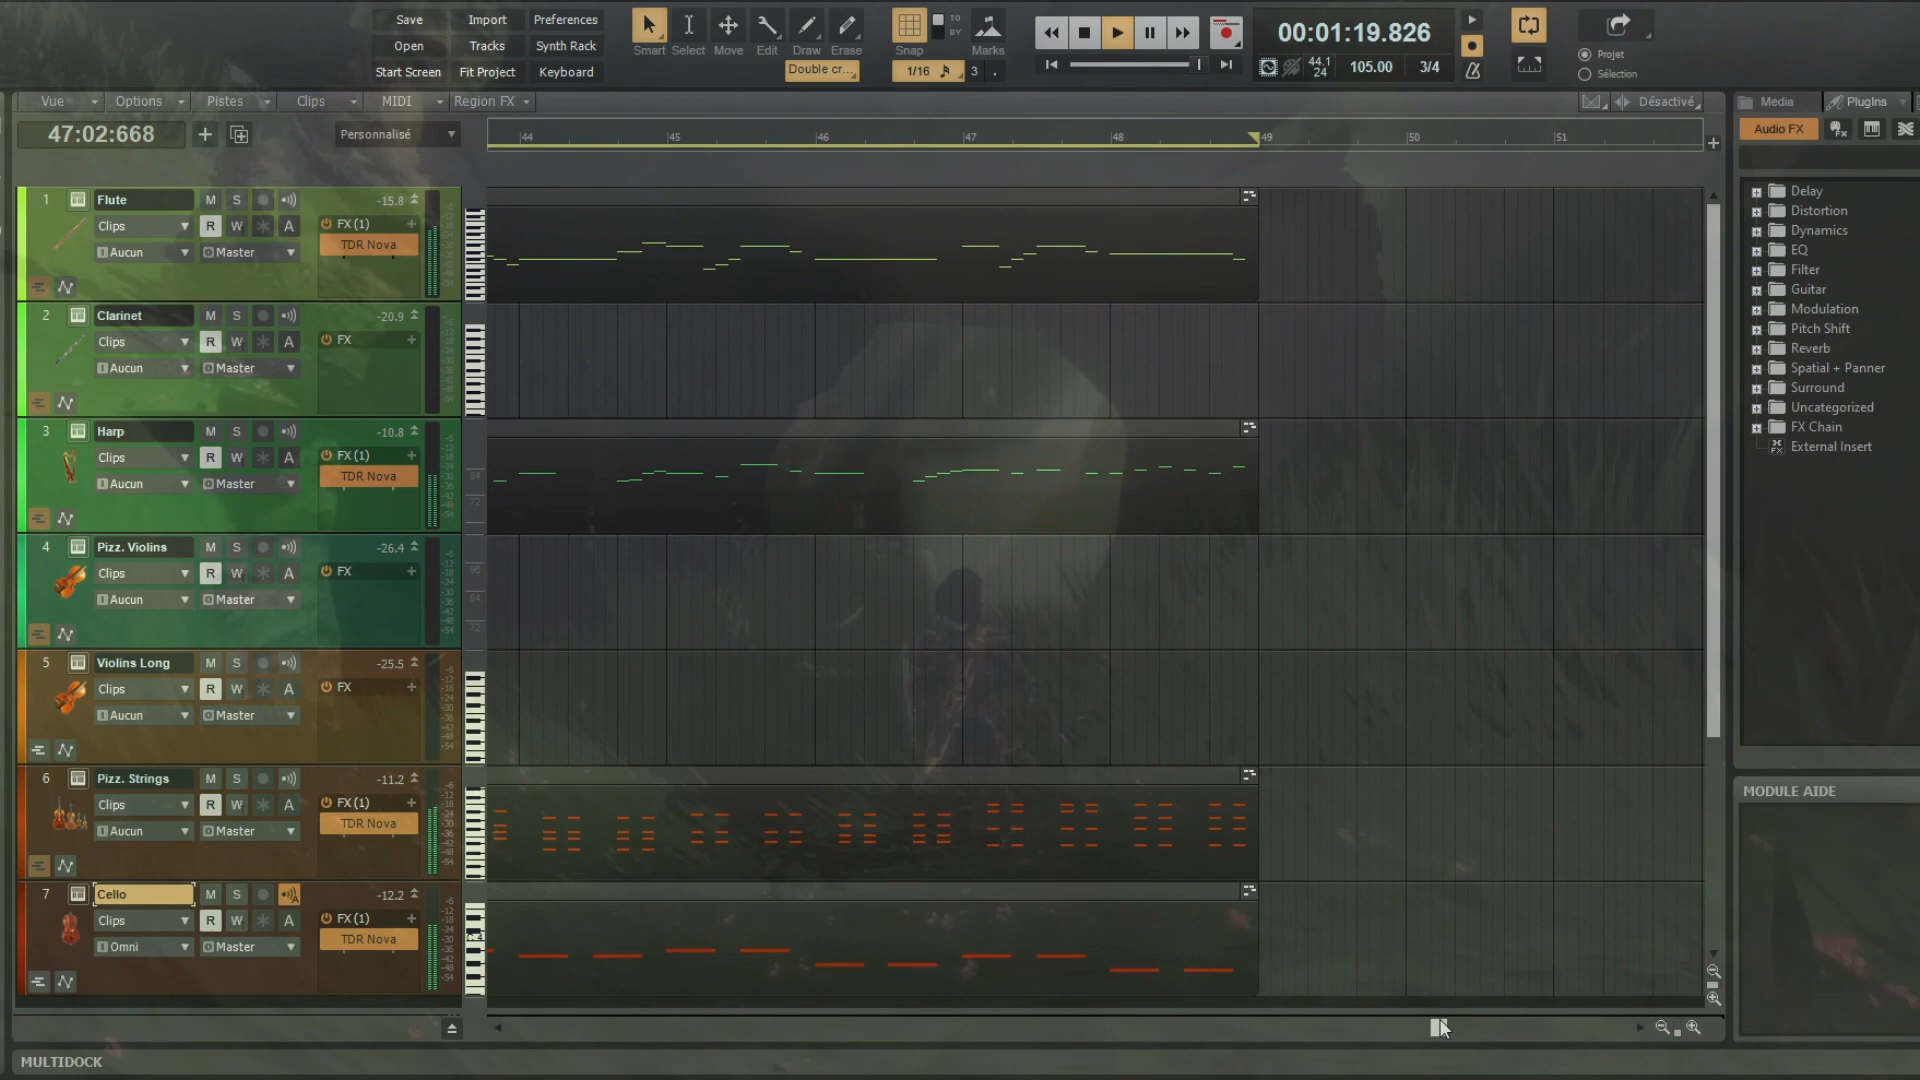 Save Import Preferences
Open Tracks Synth Rack
Start Screen Fit Project Keyboard
Smart Select Move Edit Draw Erase Snap Marks
TO
BY
Double cr...
1/16 3
00:01:19.826
44.1
24
105.00 3/4
Projet
Sélection
Vue Options Pistes Clips MIDI Region FX
Désactivé
47:02:668
Personnalisé
44 45 46 47 48 49 50 51
1 Flute M S -15.8
Clips R W A FX (1)
TDR Nova
Aucun Master
2 Clarinet M S -20.9
Clips R W A FX
Aucun Master
3 Harp M S -10.8
Clips R W A FX (1)
TDR Nova
Aucun Master
84
72
4 Pizz. Violins M S -26.4
Clips R W A FX
Aucun Master
96
84
72
5 Violins Long M S -25.5
Clips R W A FX
Aucun Master
6 Pizz. Strings M S -11.2
Clips R W A FX (1)
TDR Nova
Aucun Master
7 Cello M S -12.2
Clips R W A FX (1)
TDR Nova
Omni Master
Media PlugIns
Audio FX
Delay
Distortion
Dynamics
EQ
Filter
Guitar
Modulation
Pitch Shift
Reverb
Spatial + Panner
Surround
Uncategorized
FX Chain
External Insert
MODULE AIDE
MULTIDOCK